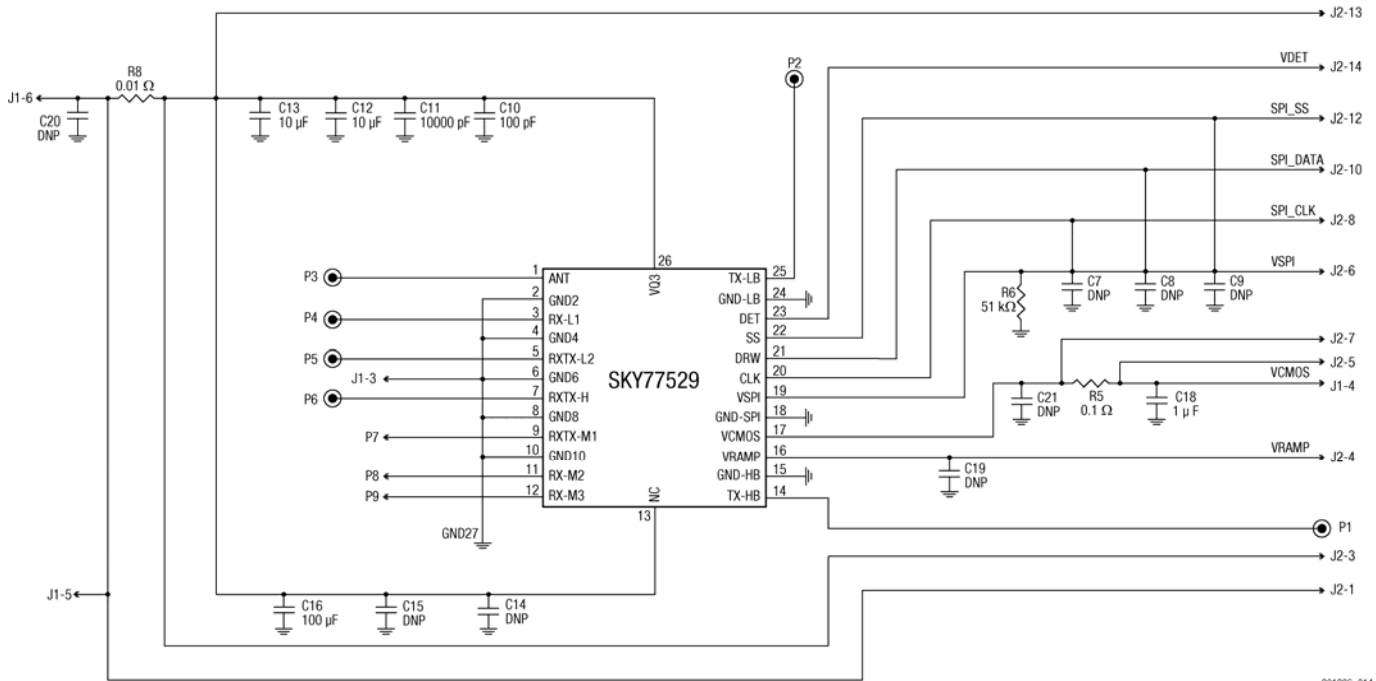 J2-13
P2
VDET
J2-14
R8
0.01 Ω
J1-6
C20
DNP
C13
10 µF
C12
10 µF
C11
10000 pF
C10
100 pF
SPI_SS
J2-12
SPI_DATA
J2-10
SPI_CLK
J2-8
VSPI
J2-6
R6
51 kΩ
C7
DNP
C8
DNP
C9
DNP
J2-7
J2-5
VCMOS
J1-4
C21
DNP
R5
0.1 Ω
C18
1 µ F
VRAMP
J2-4
C19
DNP
P3
P4
P5
J1-3
P6
P7
P8
P9
GND27
26
VQ3
SKY77529
1 ANT
2 GND2
3 RX-L1
4 GND4
5 RXTX-L2
6 GND6
7 RXTX-H
8 GND8
9 RXTX-M1
10 GND10
11 RX-M2
12 RX-M3
NC
13
TX-LB 25
GND-LB 24
DET 23
SS 22
DRW 21
CLK 20
VSPI 19
GND-SPI 18
VCMOS 17
VRAMP 16
GND-HB 15
TX-HB 14
P1
J2-3
J2-1
J1-5
C16
100 µF
C15
DNP
C14
DNP